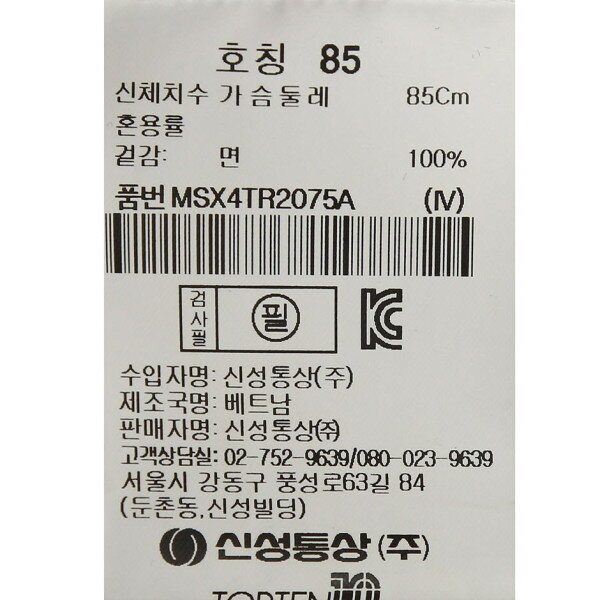 호칭 85
신체치수 가슴둘레 85Cm
혼용률
겉감: 면 100%
품번 MSX4TR2075A (IV)
검사필 필 KC
수입자명: 신성통상(주)
제조국명: 베트남
판매자명: 신성통상㈜
고객상담실: 02-752-9639/080-023-9639
서울시 강동구 풍성로63길 84
(둔촌동,신성빌딩)
신성통상(주)
TOPTEN10